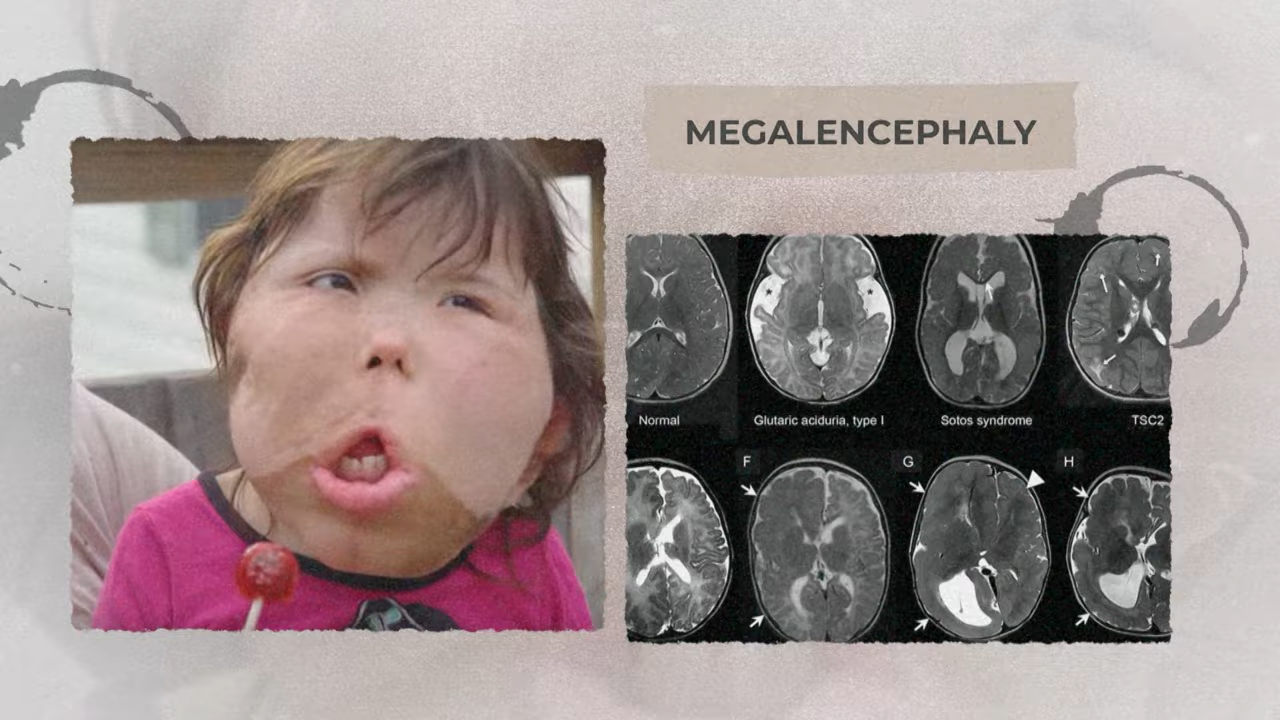 MEGALENCEPHALY
Normal
Glutaric aciduria, type I
Sotos syndrome
TSC2
F
G
H